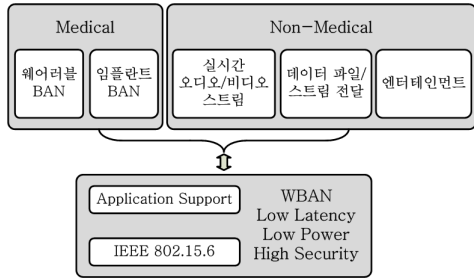 Medical
Non-Medical
웨어러블
BAN
임플란트
BAN
실시간
오디오/비디오
스트림
데이터 파일/
스트림 전달
엔터테인먼트
Application Support
IEEE 802.15.6
WBAN
Low Latency
Low Power
High Security